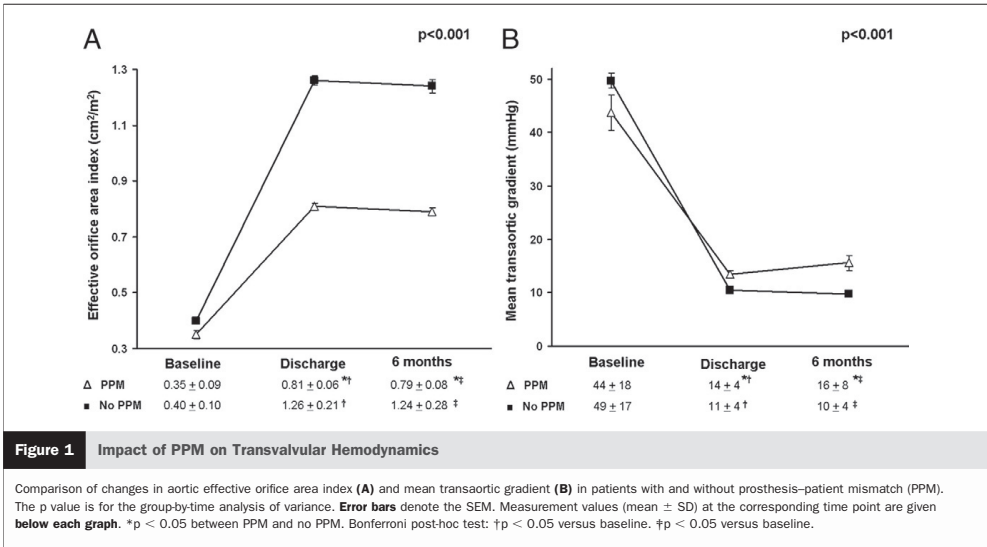 A
p<0.001
Effective orifice area index (cm²/m²)
1.3
1.1
0.9
0.7
0.5
0.3
Baseline Discharge 6 months
Δ PPM 0.35 ± 0.09 0.81 ± 0.06 *† 0.79 ± 0.08 *‡
■ No PPM 0.40 ± 0.10 1.26 ± 0.21 † 1.24 ± 0.28 ‡
B
p<0.001
Mean transaortic gradient (mmHg)
50
40
30
20
10
0
Baseline Discharge 6 months
Δ PPM 44 ± 18 14 ± 4 *† 16 ± 8 *‡
■ No PPM 49 ± 17 11 ± 4 † 10 ± 4 ‡
Figure 1 Impact of PPM on Transvalvular Hemodynamics
Comparison of changes in aortic effective orifice area index (A) and mean transaortic gradient (B) in patients with and without prosthesis–patient mismatch (PPM).
The p value is for the group-by-time analysis of variance. Error bars denote the SEM. Measurement values (mean ± SD) at the corresponding time point are given
below each graph. *p < 0.05 between PPM and no PPM. Bonferroni post-hoc test: †p < 0.05 versus baseline. ‡p < 0.05 versus baseline.